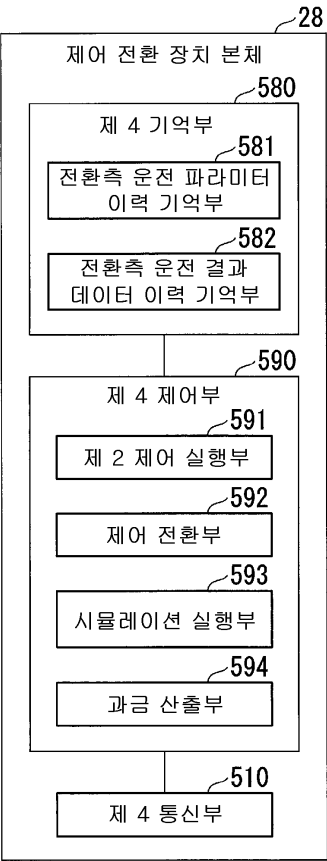 28
제어 전환 장치 본체
580
제 4 기억부
581
전환측 운전 파라미터
이력 기억부
582
전환측 운전 결과
데이터 이력 기억부
590
제 4 제어부
591
제 2 제어 실행부
592
제어 전환부
593
시뮬레이션 실행부
594
과금 산출부
510
제 4 통신부